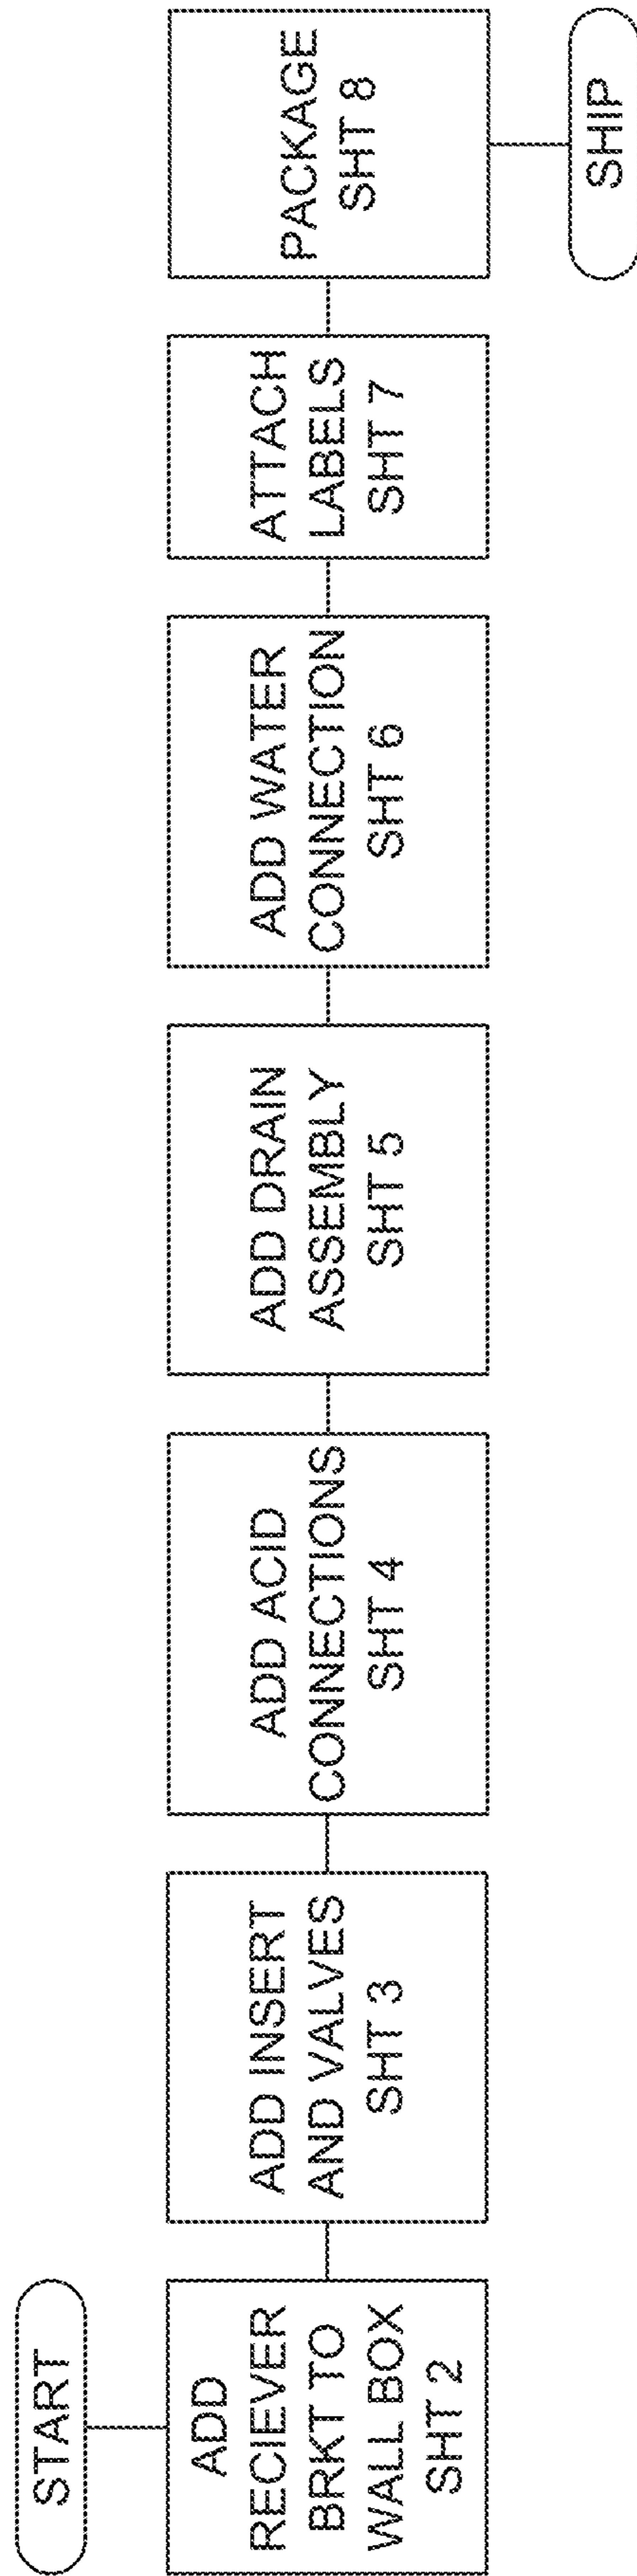 START
ADD
RECIEVER
BRKT TO
WALL BOX
SHT 2
ADD INSERT
AND VALVES
SHT 3
ADD ACID
CONNECTIONS
SHT 4
ADD DRAIN
ASSEMBLY
SHT 5
ADD WATER
CONNECTION
SHT 6
ATTACH
LABELS
SHT 7
PACKAGE
SHT 8
SHIP